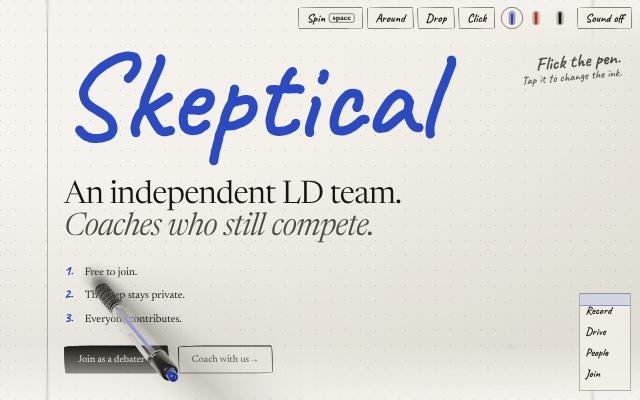 Spin space Around Drop Click Sound off
Flick the pen.
Tap it to change the ink.
Skeptical
An independent LD team.
Coaches who still compete.
1. Free to join.
2. stays private.
3. Everyone contributes.
Join as a debater
Coach with us→
Record
Drive
People
Join